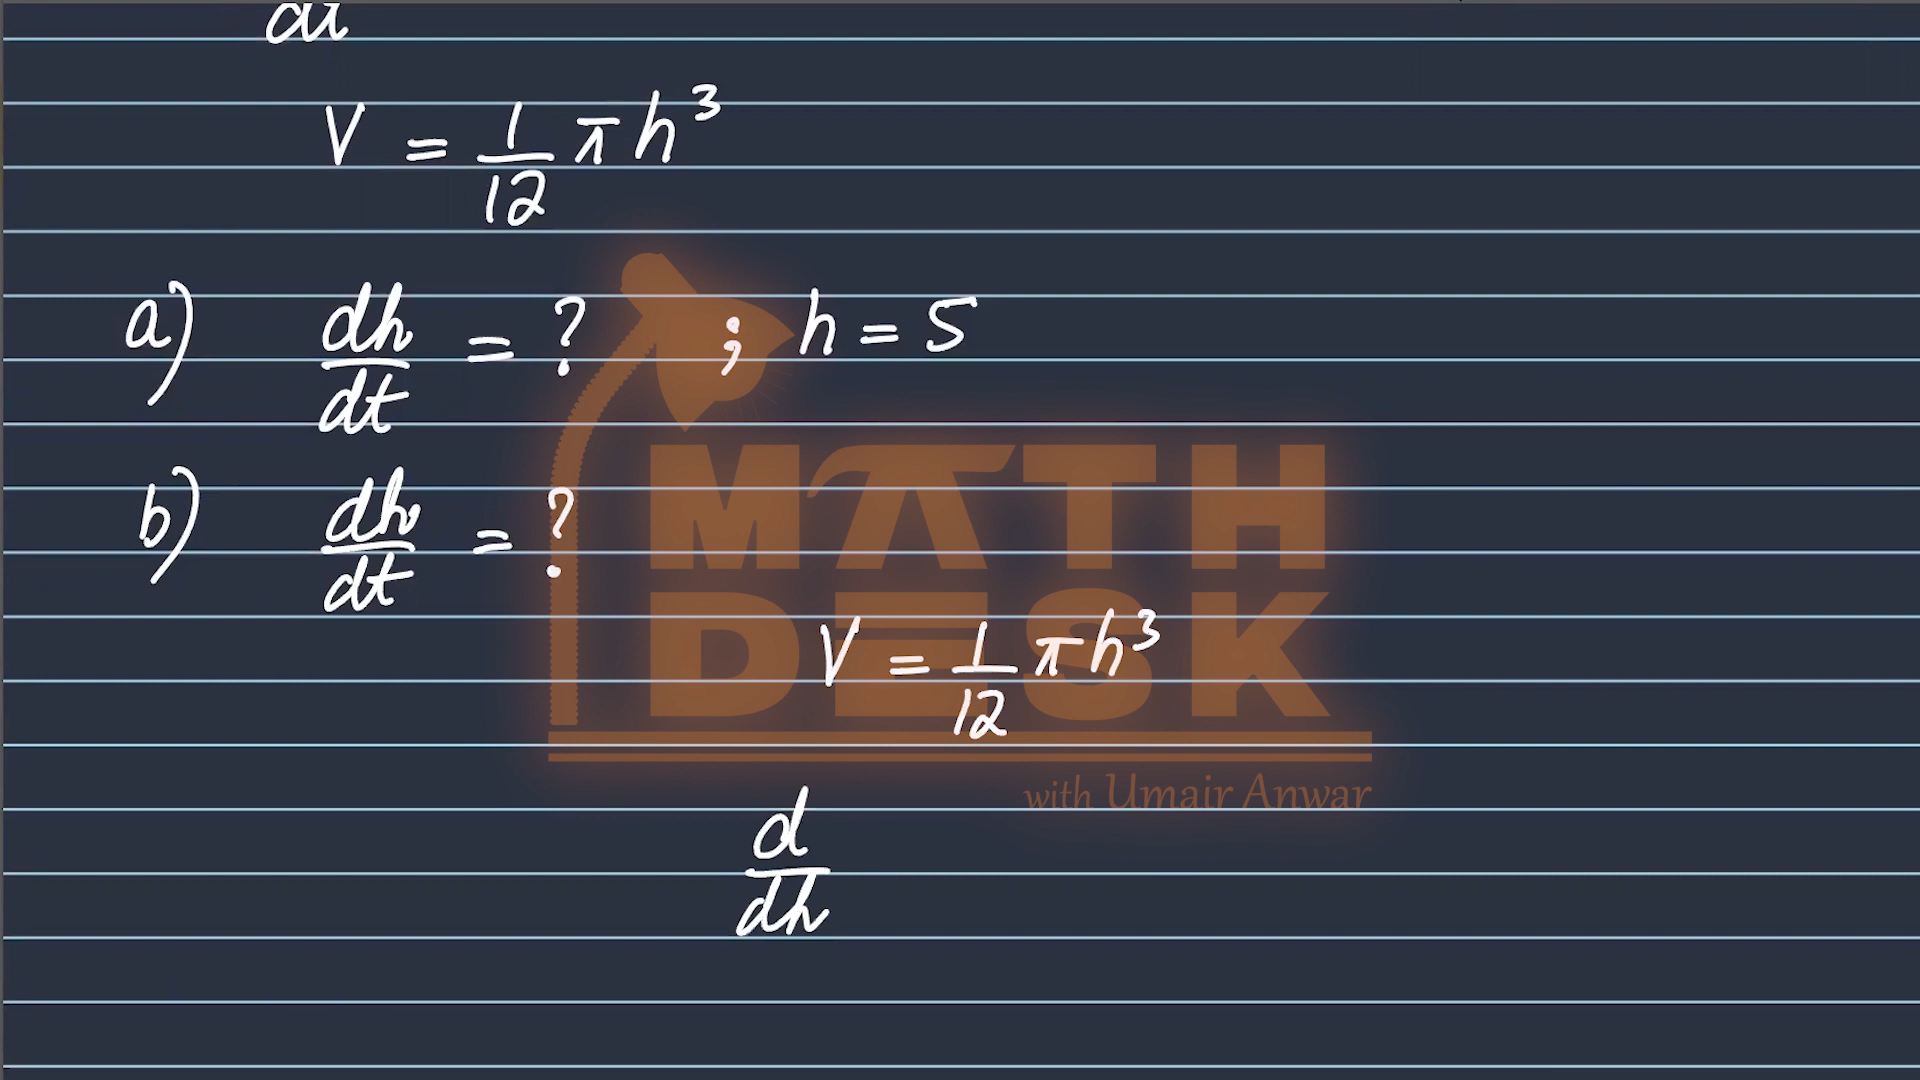 V = 1/12 π h³
a) dh/dt = ? ; h = 5
b) dh/dt = ?
MATH
DESK
V = 1/12 π h³
with Umair Anwar
d/dh